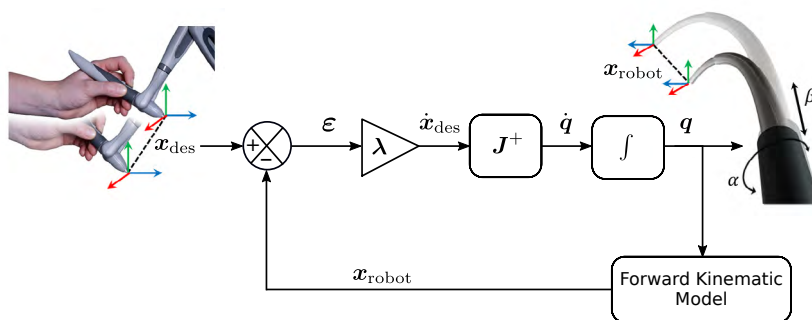 x_robot
β
ε
ẋ_des
q̇
q
x_des
+
−
λ
J⁺
∫
α
x_robot
Forward Kinematic
Model